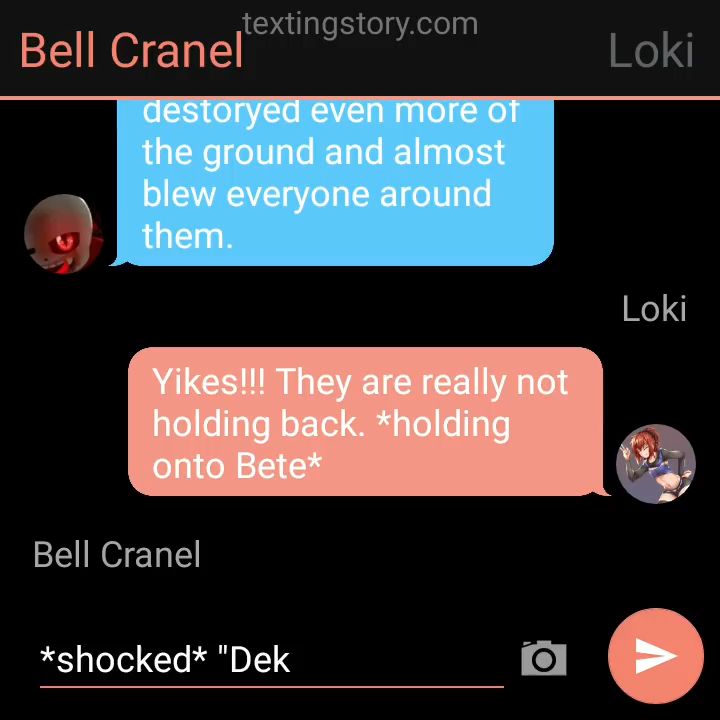 textingstory.com
Bell Cranel
Loki
destoryed even more of
the ground and almost
blew everyone around
them.
Loki
Yikes!!! They are really not
holding back. *holding
onto Bete*
Bell Cranel
*shocked* "Dek